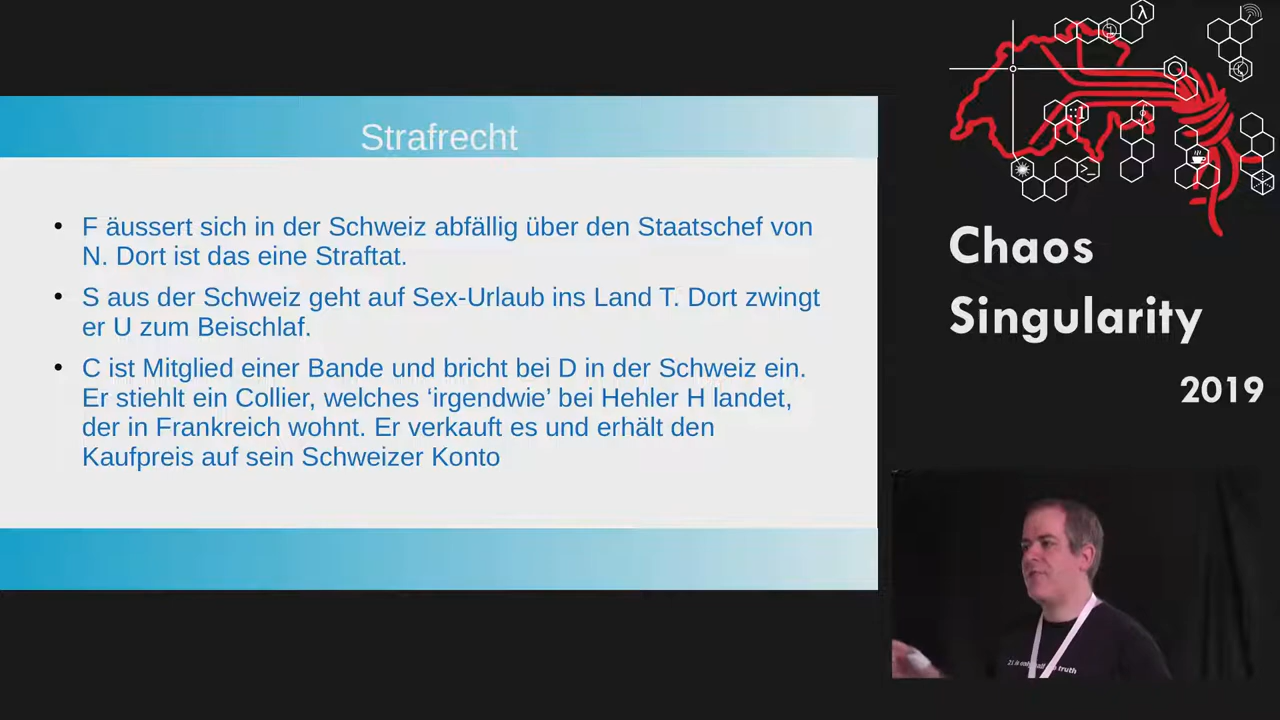 Strafrecht
F äussert sich in der Schweiz abfällig über den Staatschef von
N. Dort ist das eine Straftat.
S aus der Schweiz geht auf Sex-Urlaub ins Land T. Dort zwingt
er U zum Beischlaf.
C ist Mitglied einer Bande und bricht bei D in der Schweiz ein.
Er stiehlt ein Collier, welches ‘irgendwie’ bei Hehler H landet,
der in Frankreich wohnt. Er verkauft es und erhält den
Kaufpreis auf sein Schweizer Konto
λ
:: 1
>_
Chaos
Singularity
2019
truth